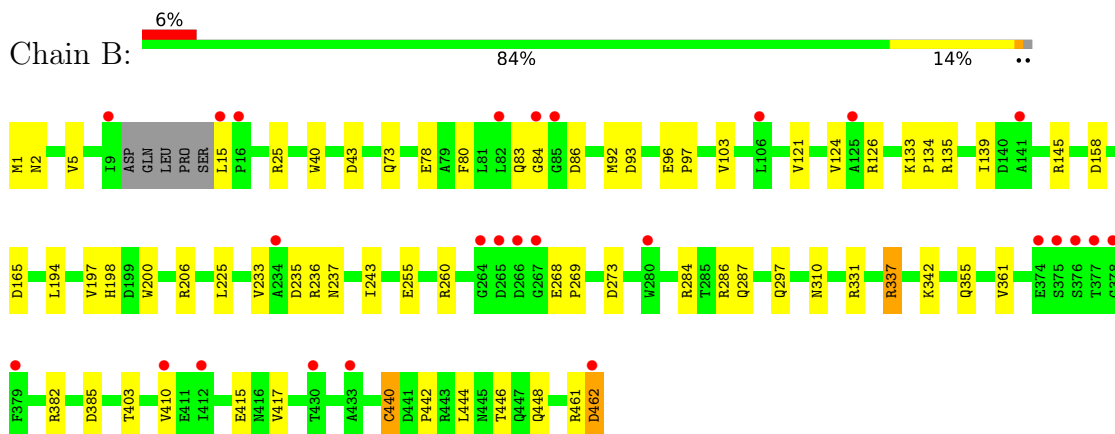 6%
Chain B:
84% 14% ••
M1 N2 V5 I9 ASP GLN LEU PRO SER L15 P16 R25 W40 D43 Q73 E78 A79 F80 L81 L82 Q83 G84 G85 D86 M92 D93 E96 P97 V103 L106 V121 V124 A125 R126 K133 P134 R135 I139 D140 A141 R145 D158
D165 L194 V197 H198 D199 W200 R206 L225 V233 A234 D235 R236 N237 I243 E255 R260 G264 D265 D266 G267 E268 P269 D273 W280 R284 T285 R286 Q287 Q297 N310 R331 R337 K342 Q355 V361 E374 S375 S376 T377 G378
F379 R382 D385 T403 V410 E411 I412 E415 N416 V417 T430 A433 C440 D441 P442 R443 L444 N445 T446 Q447 Q448 R461 D462